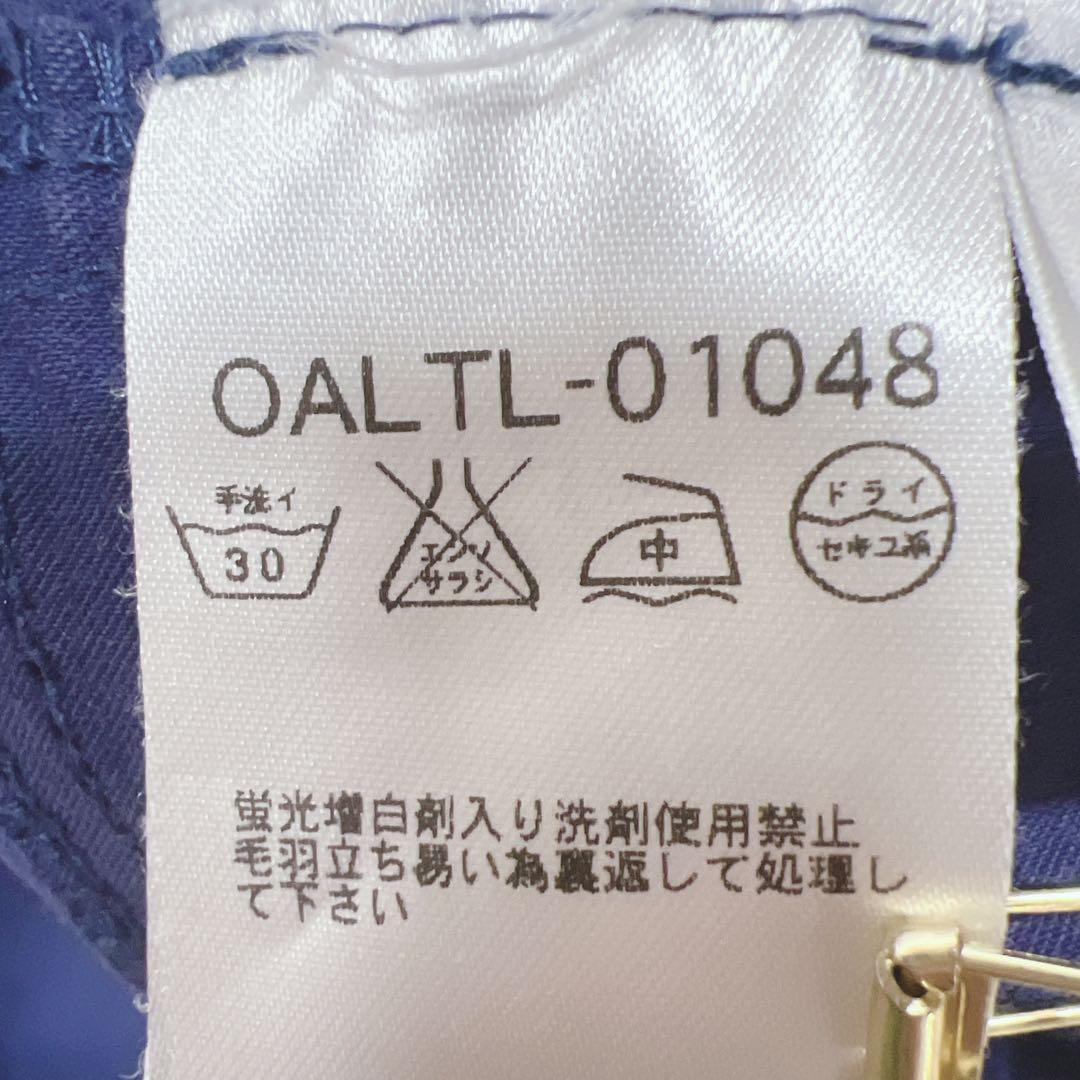 OALTL-01048
手洗イ
30
エンソ
サラシ
中
ドライ
セキユ系
蛍光増白剤入り洗剤使用禁止
毛羽立ち易い為裏返して処理し
て下さい